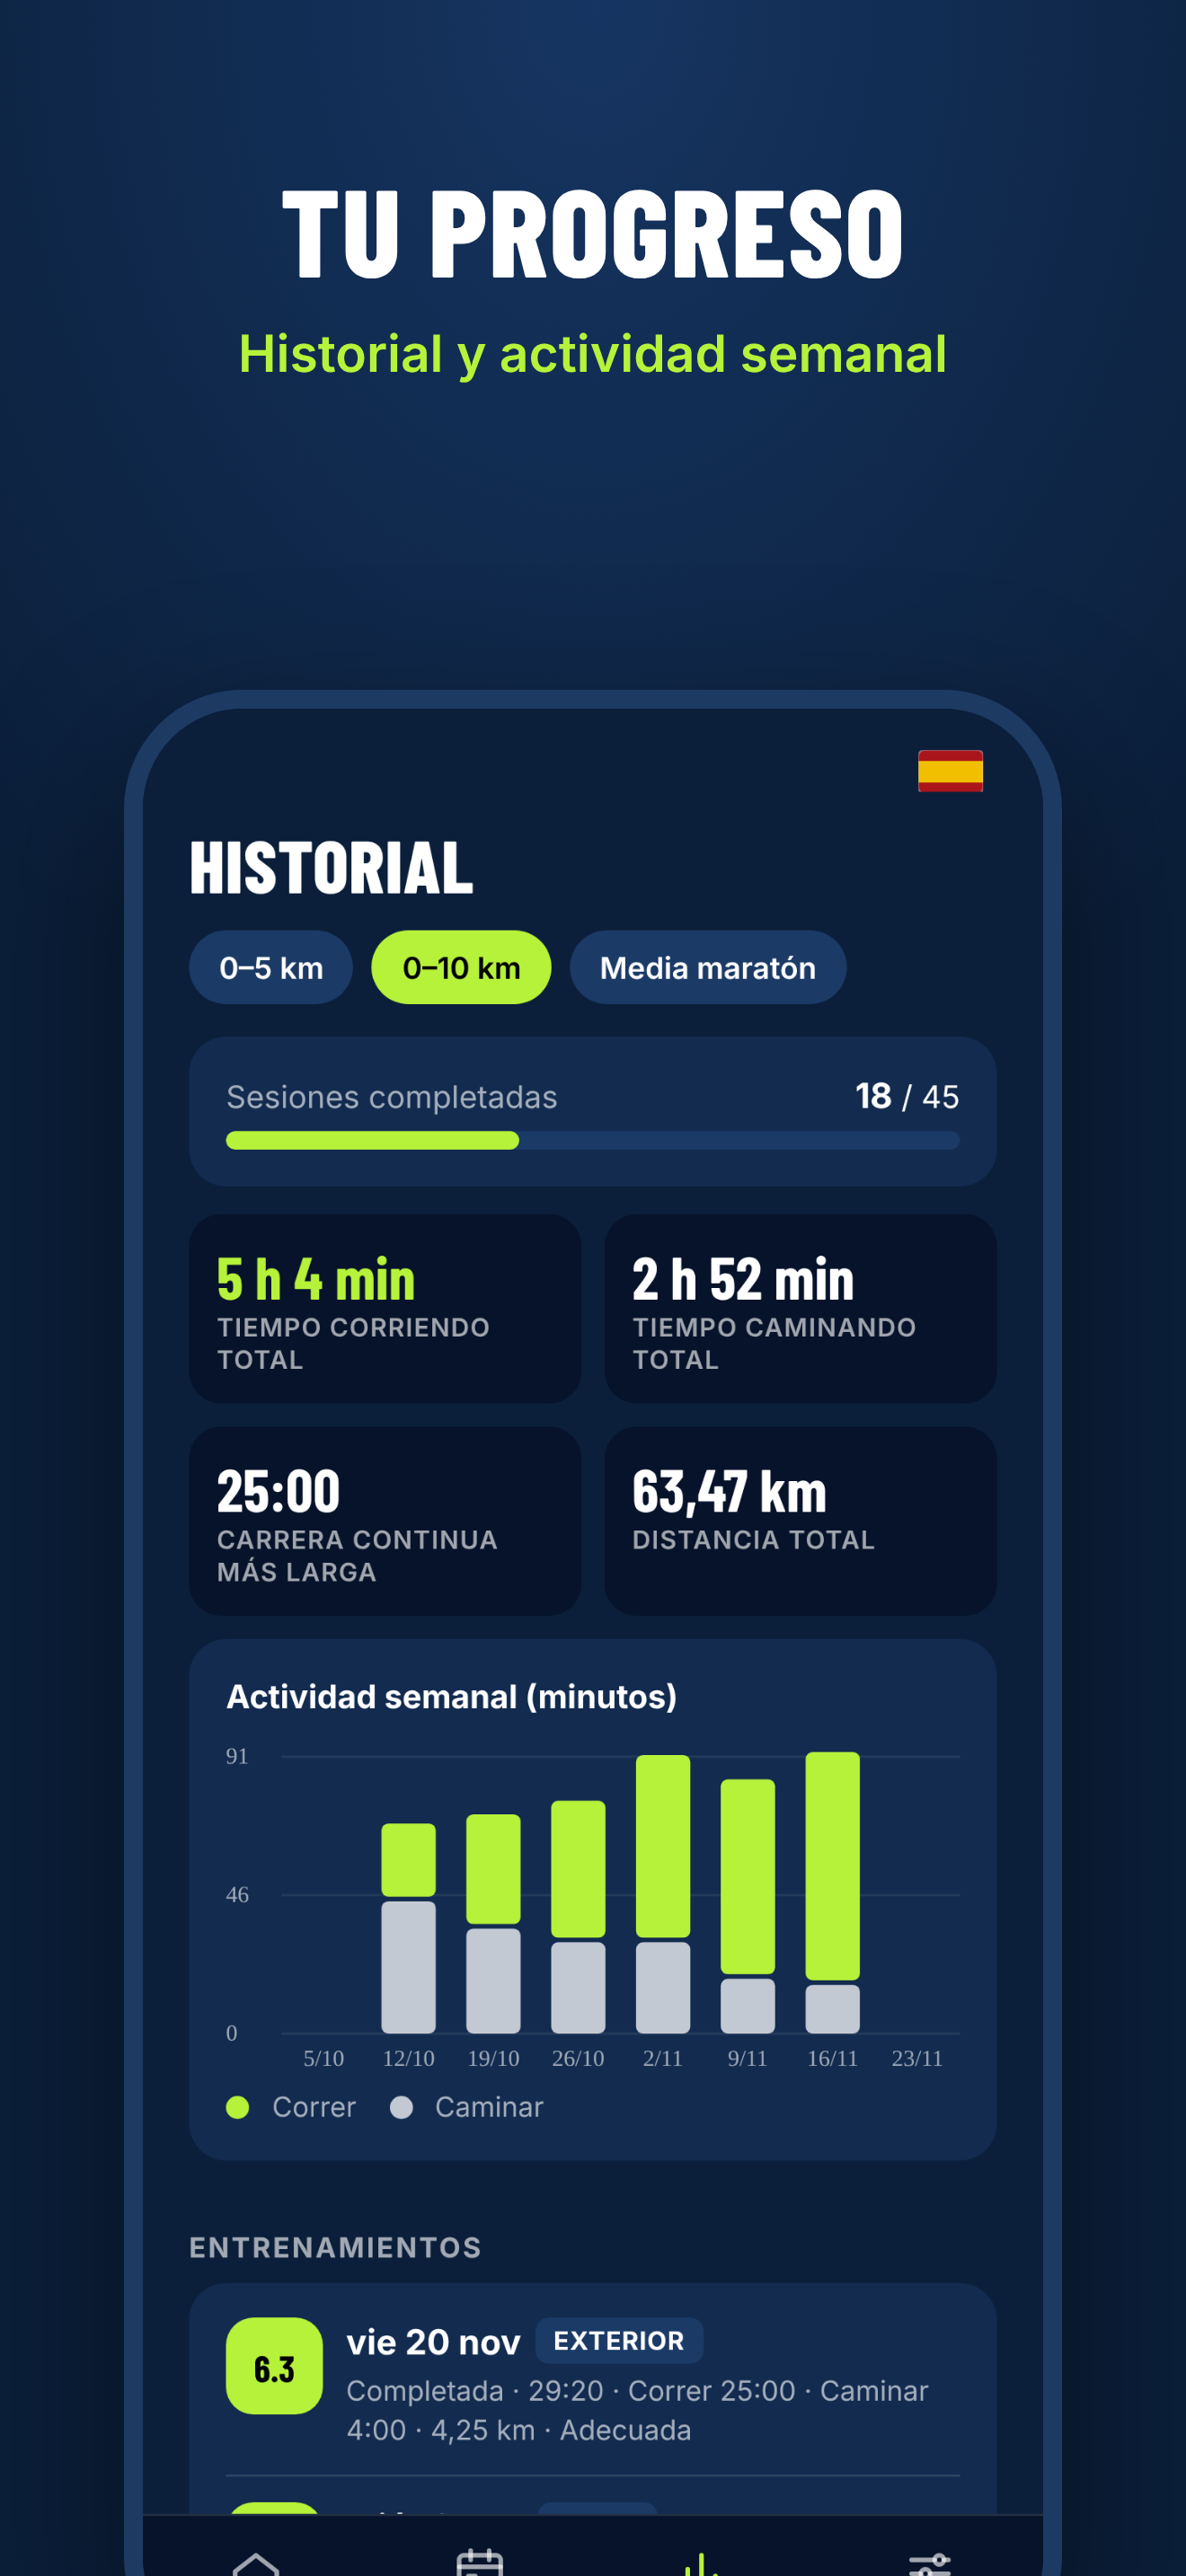 TU PROGRESO
Historial y actividad semanal
HISTORIAL
0–5 km
0–10 km
Media maratón
Sesiones completadas
18 / 45
5 h 4 min
TIEMPO CORRIENDO
TOTAL
2 h 52 min
TIEMPO CAMINANDO
TOTAL
25:00
CARRERA CONTINUA
MÁS LARGA
63,47 km
DISTANCIA TOTAL
Actividad semanal (minutos)
91
46
0
5/10 12/10 19/10 26/10 2/11 9/11 16/11 23/11
Correer
Caminar
ENTRENAMIENTOS
6.3
vie 20 nov
EXTERIOR
Completada · 29:20 · Correr 25:00 · Caminar
4:00 · 4,25 km · Adecuada